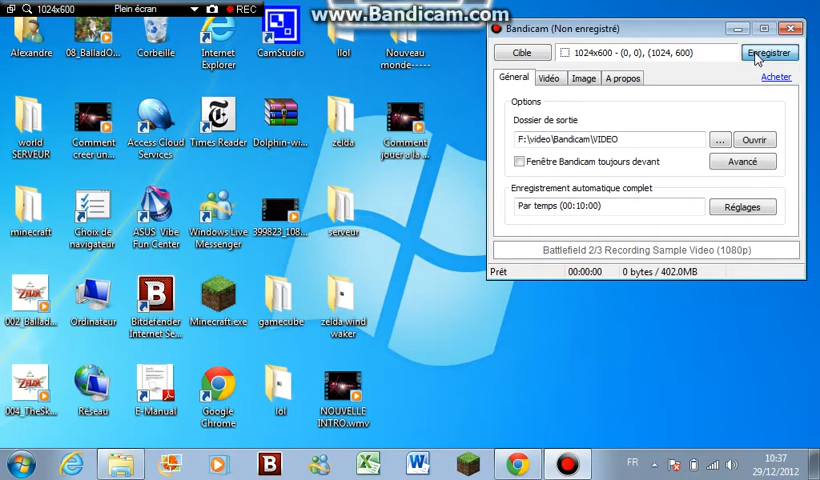 1024x600 Plein écran REC
www.Bandicam.com
Alexandre
08_BalladO...
Corbeille
Internet
Explorer
CamStudio
llol
Nouveau
monde-----
Bandicam (Non enregistré)
Cible
1024x600 - (0, 0), (1024, 600)
Enregistrer
Géneral Vidéo Image A propos
Acheter
Options
Dossier de sortie
F:\video\Bandicam\VIDEO
... Ouvrir
Fenêtre Bandicam toujours devant
Avancé
Enregistrement automatique complet
Par temps (00:10:00)
Réglages
Battlefield 2/3 Recording Sample Video (1080p)
Prét 00:00:00 0 bytes / 402.0MB
world
SERVEUR
Comment
creer un...
Access Cloud
Services
Times Reader
Dolphin-wi...
zelda
Comment
jouer a la ...
minecraft
Choix de
navigateur
ASUS Vibe
Fun Center
Windows Live
Messenger
399823_108...
serveur
002_Ballad...
Ordinateur
Bitdefender
Internet Se...
Minecraft.exe
gamecube
zelda wind
waker
004_TheSk...
Réseau
E-Manual
Google
Chrome
lol
NOUVELLE
INTRO.wmv
FR
10:37
29/12/2012